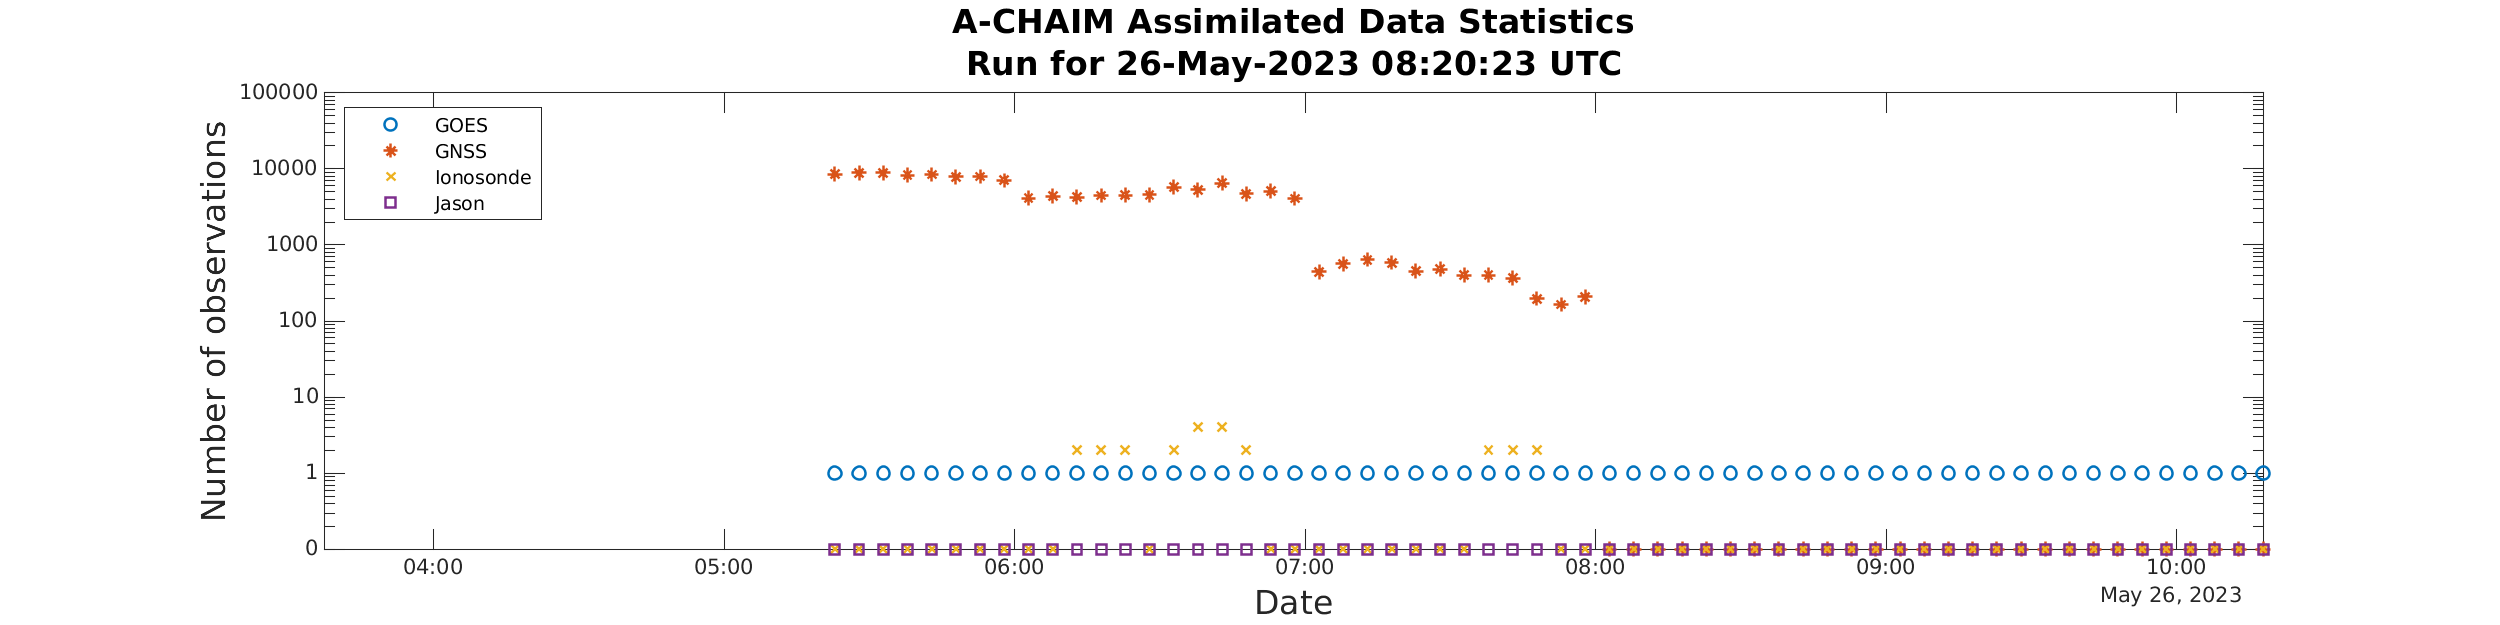 A-CHAIM Assimilated Data Statistics
Run for 26-May-2023 08:20:23 UTC
Number of observations
100000
10000
1000
100
10
1
0
GOES
GNSS
Ionosonde
Jason
04:00
05:00
06:00
07:00
08:00
09:00
10:00
May 26, 2023
Date